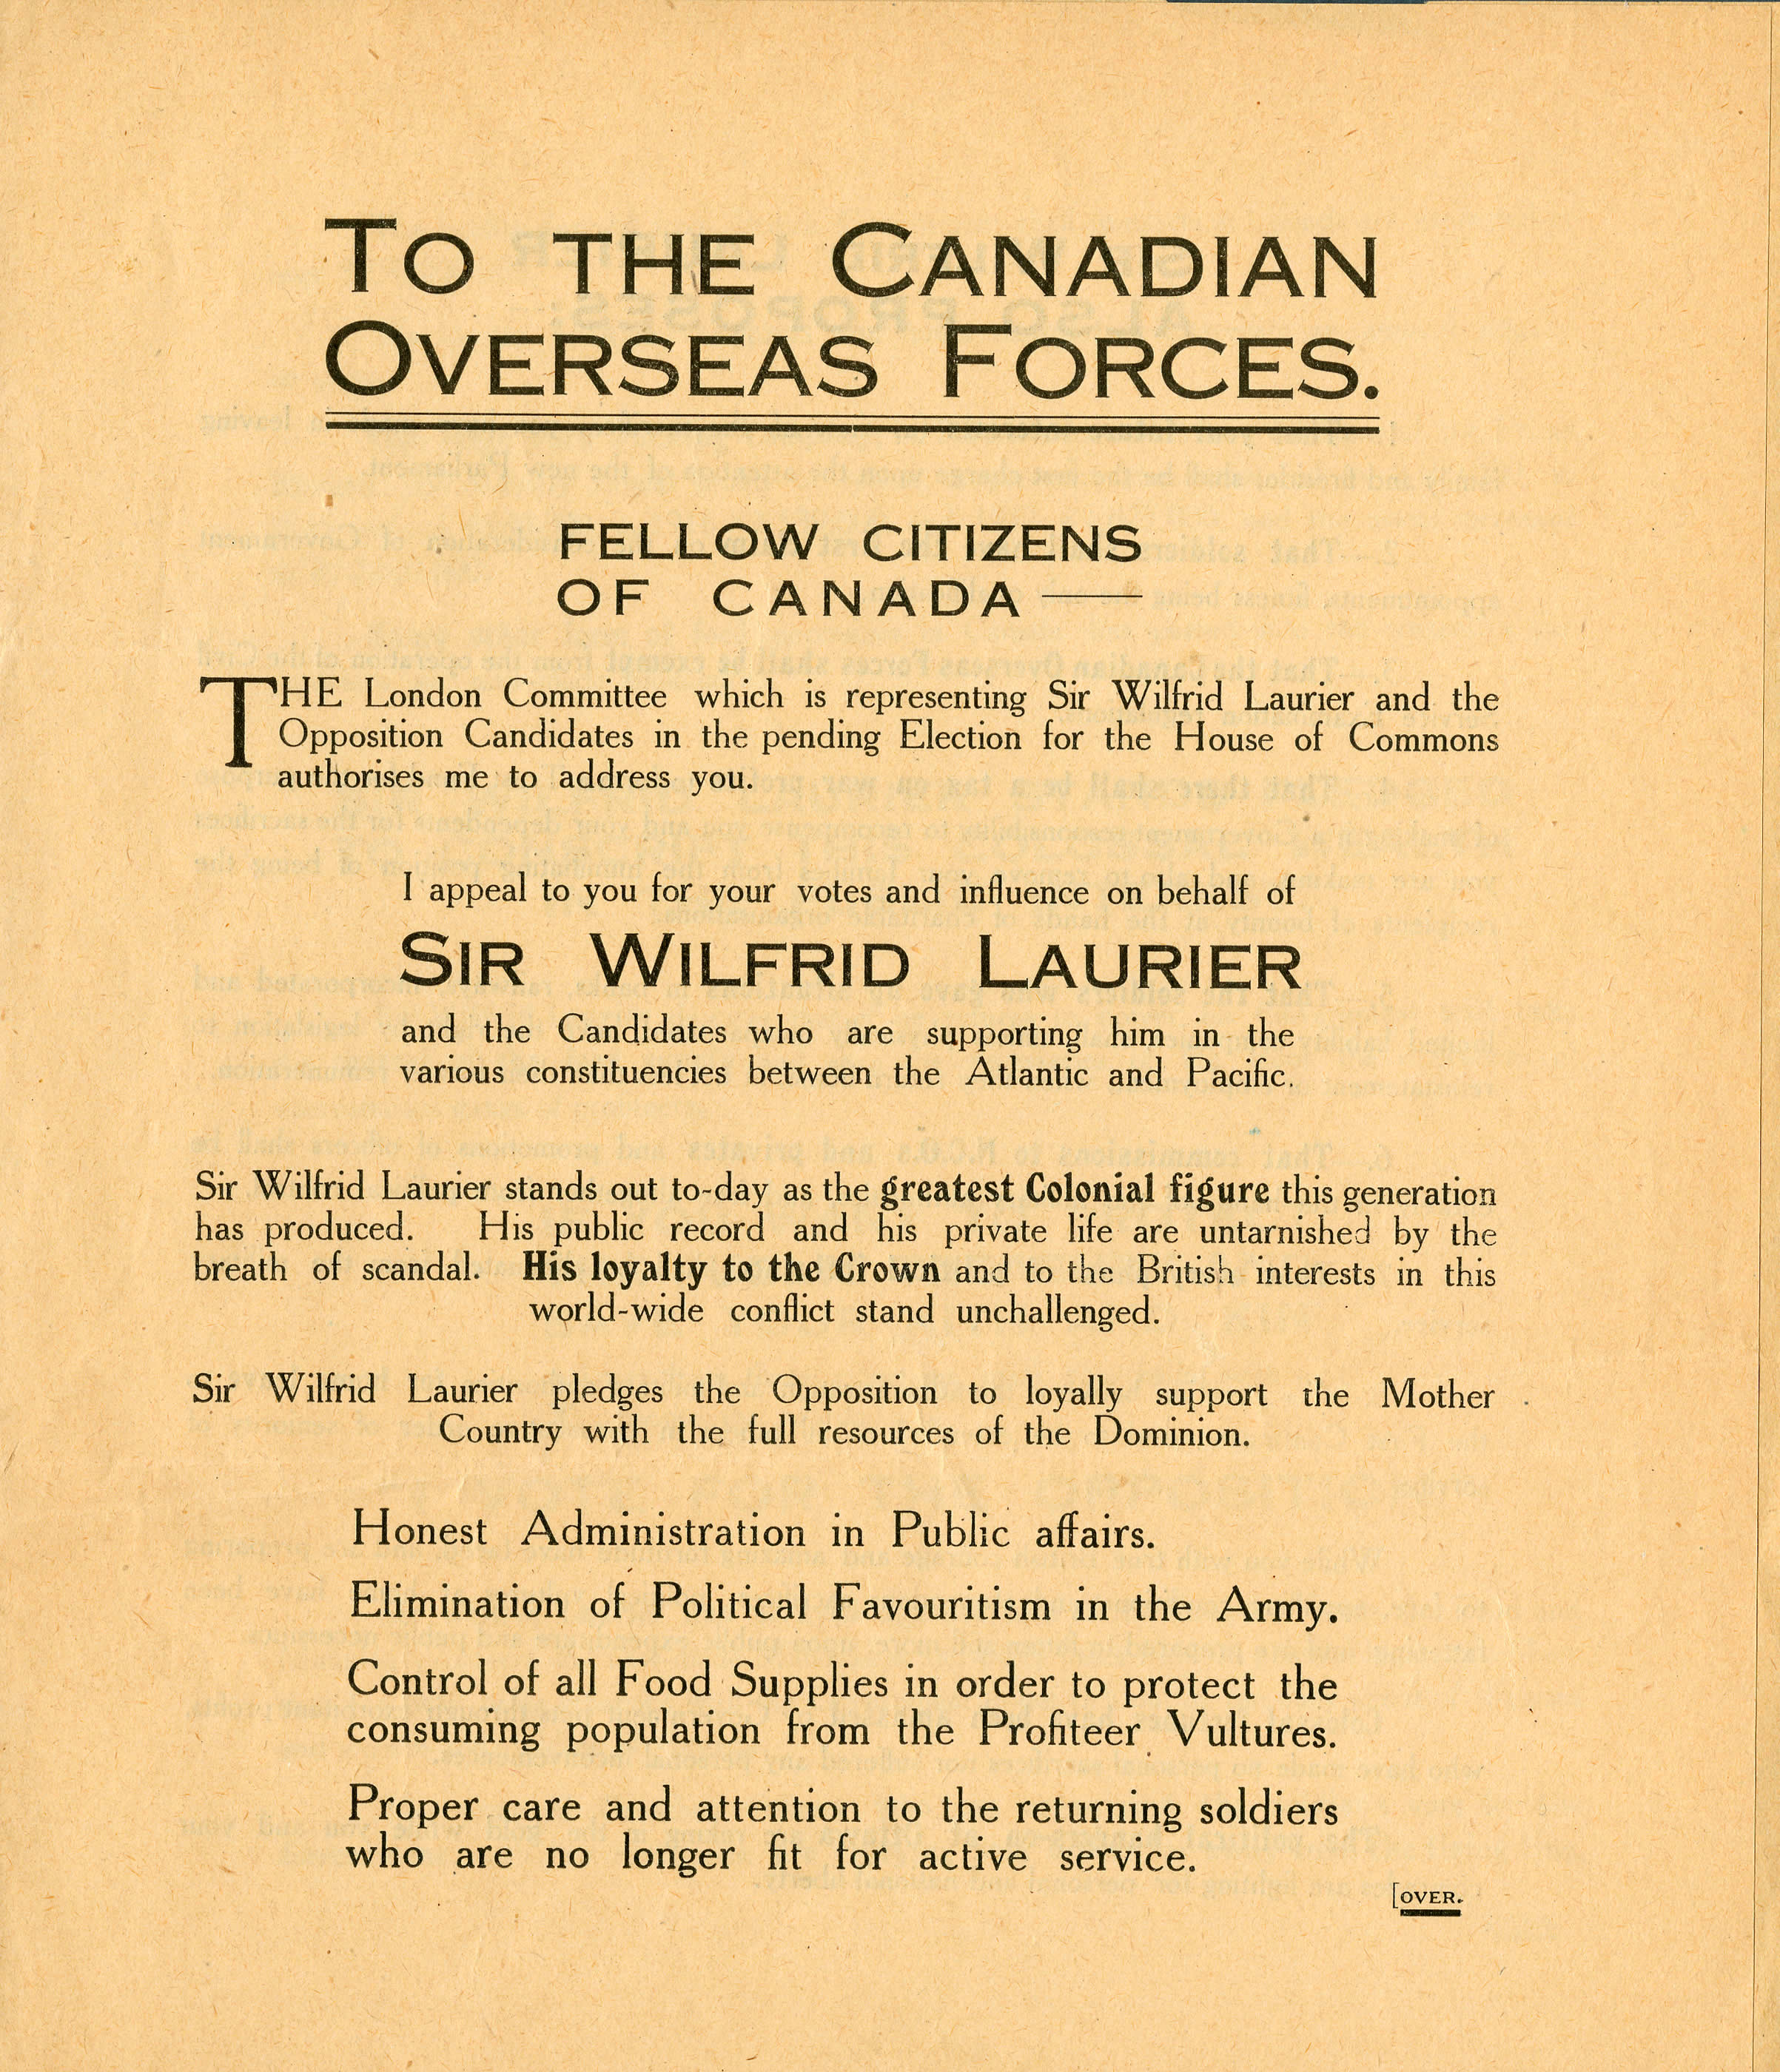 TO THE CANADIAN
OVERSEAS FORCES.
FELLOW CITIZENS
OF CANADA —
THE London Committee which is representing Sir Wilfrid Laurier and the
Opposition Candidates in the pending Election for the House of Commons
authorises me to address you.
I appeal to you for your votes and influence on behalf of
SIR WILFRID LAURIER
and the Candidates who are supporting him in the
various constituencies between the Atlantic and Pacific.
Sir Wilfrid Laurier stands out to-day as the greatest Colonial figure this generation
has produced. His public record and his private life are untarnished by the
breath of scandal. His loyalty to the Crown and to the British interests in this
world-wide conflict stand unchallenged.
Sir Wilfrid Laurier pledges the Opposition to loyally support the Mother
Country with the full resources of the Dominion.
Honest Administration in Public affairs.
Elimination of Political Favouritism in the Army.
Control of all Food Supplies in order to protect the
consuming population from the Profiteer Vultures.
Proper care and attention to the returning soldiers
who are no longer fit for active service.
[OVER.